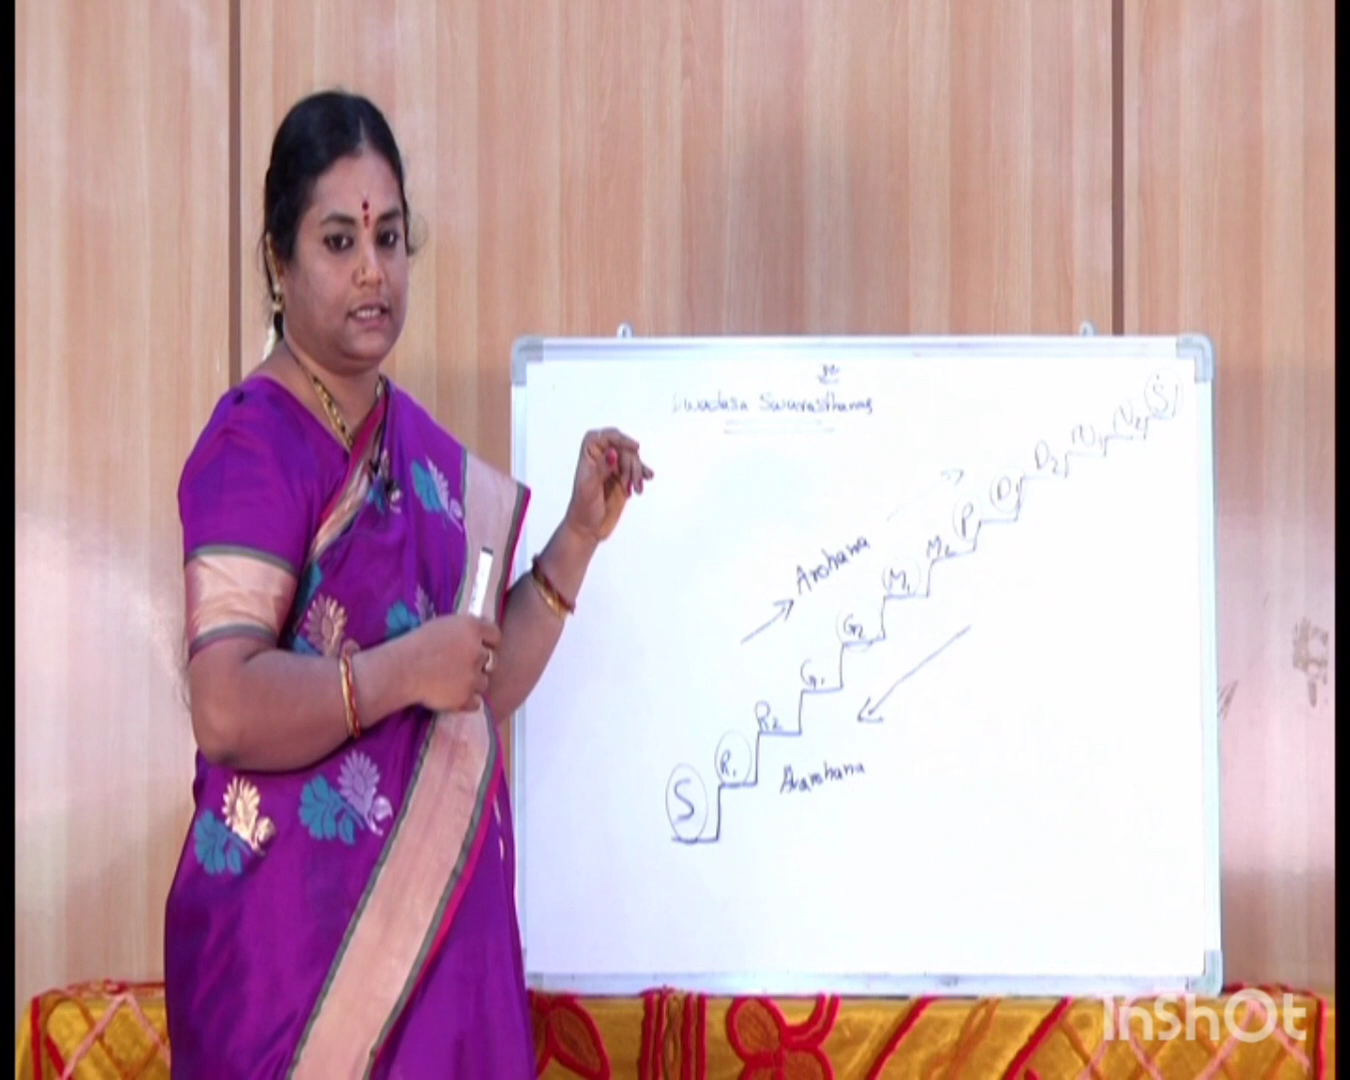 శ్రీ
Dwadasa Swarasthanas
Ṡ
N2
N1
D2
D1
P
M2
Arohana
M1
G2
G1
R2
R1
Avarohana
S
InShOt